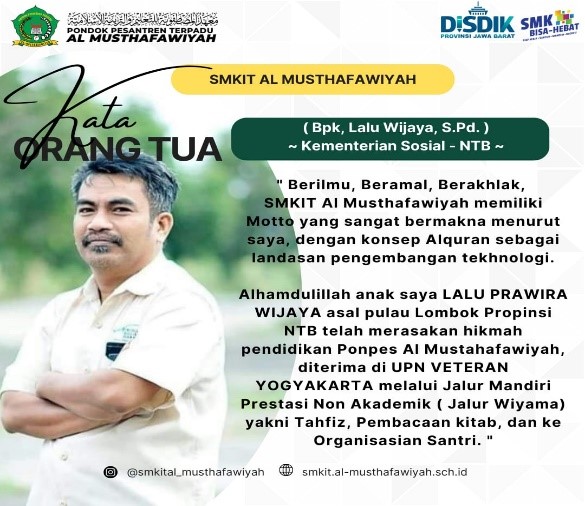 PONDOK PESANTREN TERPADU
AL MUSTHAFAWIYAH
DISDIK
PROVINSI JAWA BARAT
SMK
BISA-HEBAT
SMKIT AL MUSTHAFAWIYAH
Kata
ORANG TUA
( Bpk, Lalu Wijaya, S.Pd. )
~ Kementerian Sosial - NTB ~
" Berilmu, Beramal, Berakhlak,
SMKIT Al Musthafawiyah memiliki
Motto yang sangat bermakna menurut
saya, dengan konsep Alquran sebagai
landasan pengembangan tekhnologi.
Alhamdulillah anak saya LALU PRAWIRA
WIJAYA asal pulau Lombok Propinsi
NTB telah merasakan hikmah
pendidikan Ponpes Al Mustahafawiyah,
diterima di UPN VETERAN
YOGYAKARTA melalui Jalur Mandiri
Prestasi Non Akademik ( Jalur Wiyama)
yakni Tahfiz, Pembacaan kitab, dan ke
Organisasian Santri. "
@smkital_musthafawiyah
smkit.al-musthafawiyah.sch.id